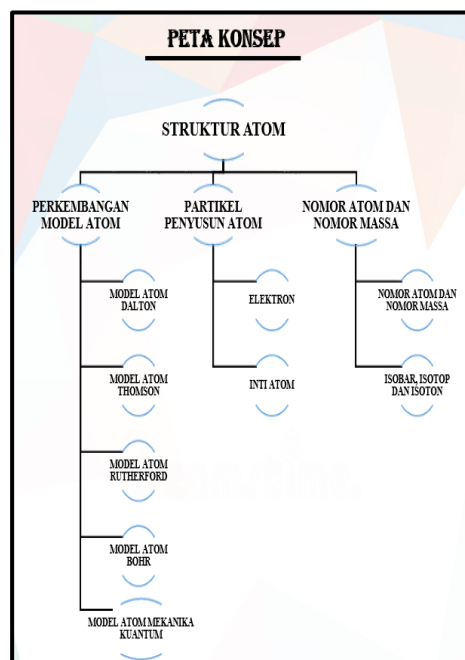 PETA KONSEP
STRUKTUR ATOM
PERKEMBANGAN
MODEL ATOM
MODEL ATOM
DALTON
MODEL ATOM
THOMSON
MODEL ATOM
RUTHERFORD
MODEL ATOM
BOHR
MODEL ATOM MEKANIKA
KUANTUM
PARTIKEL
PENYUSUN ATOM
ELEKTRON
INTI ATOM
NOMOR ATOM DAN
NOMOR MASSA
NOMOR ATOM DAN
NOMOR MASSA
ISOBAR, ISOTOP
DAN ISOTON